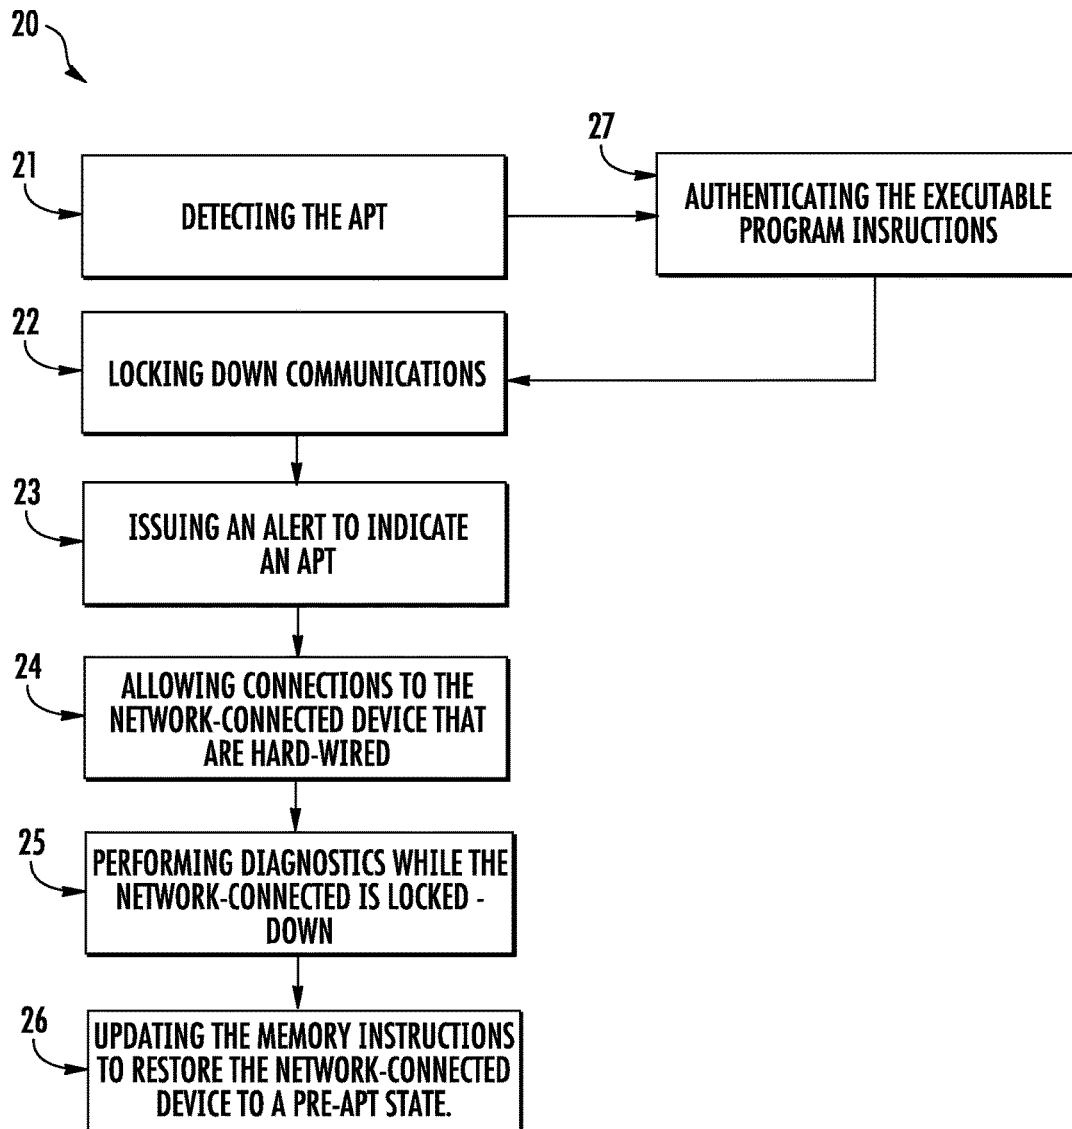 20
21
DETECTING THE APT
27
AUTHENTICATING THE EXECUTABLE
PROGRAM INSRUCTIONS
22
LOCKING DOWN COMMUNICATIONS
23
ISSUING AN ALERT TO INDICATE
AN APT
24
ALLOWING CONNECTIONS TO THE
NETWORK-CONNECTED DEVICE THAT
ARE HARD-WIRED
25
PERFORMING DIAGNOSTICS WHILE THE
NETWORK-CONNECTED IS LOCKED -
DOWN
26
UPDATING THE MEMORY INSTRUCTIONS
TO RESTORE THE NETWORK-CONNECTED
DEVICE TO A PRE-APT STATE.